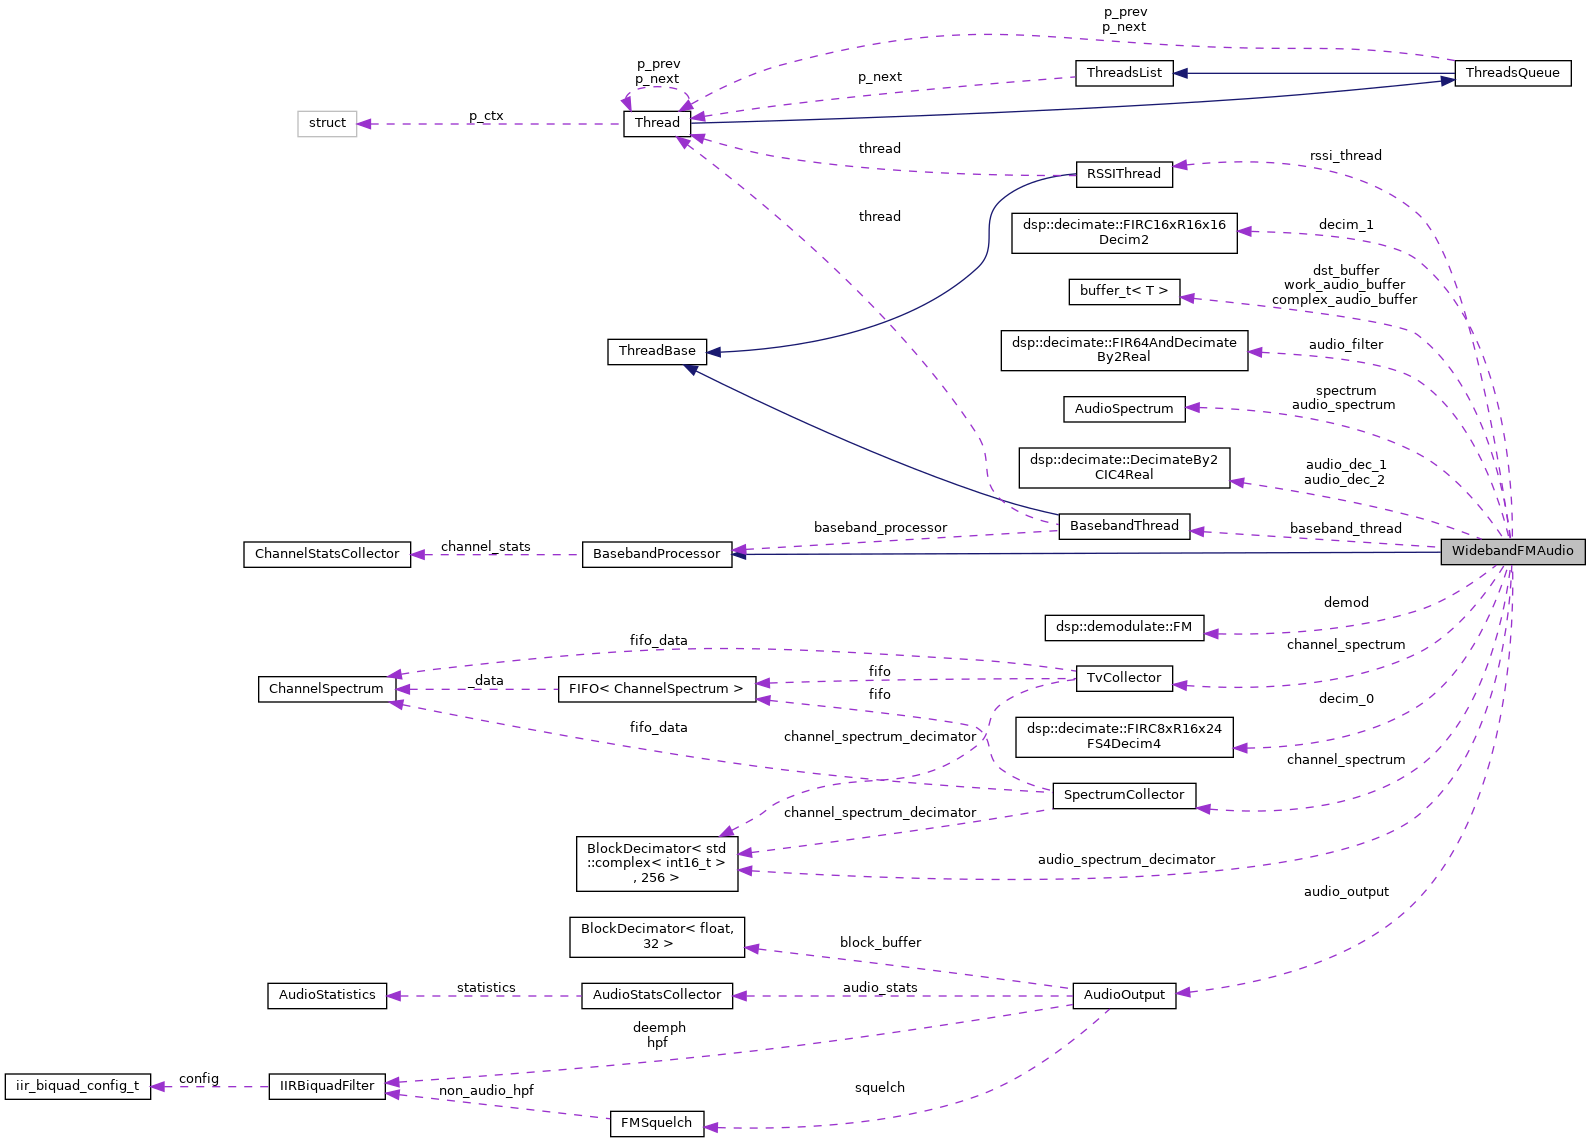 p_prev
p_next
p_prev
p_next
p_next
ThreadsList
ThreadsQueue
struct
p_ctx
Thread
thread
rssi_thread
RSSIThread
thread
dsp::decimate::FIRC16xR16x16
Decim2
decim_1
buffer_t< T >
dst_buffer
work_audio_buffer
complex_audio_buffer
ThreadBase
dsp::decimate::FIR64AndDecimate
By2Real
audio_filter
AudioSpectrum
spectrum
audio_spectrum
dsp::decimate::DecimateBy2
CIC4Real
audio_dec_1
audio_dec_2
baseband_processor
BasebandThread
baseband_thread
ChannelStatsCollector
channel_stats
BasebandProcessor
WidebandFMAudio
demod
dsp::demodulate::FM
fifo_data
channel_spectrum
ChannelSpectrum
_data
FIFO< ChannelSpectrum >
fifo
fifo
TvCollector
decim_0
fifo_data
channel_spectrum_decimator
dsp::decimate::FIRC8xR16x24
FS4Decim4
channel_spectrum
SpectrumCollector
channel_spectrum_decimator
BlockDecimator< std
::complex< int16_t >
, 256 >
audio_spectrum_decimator
audio_output
BlockDecimator< float,
32 >
block_buffer
AudioStatistics
statistics
AudioStatsCollector
audio_stats
AudioOutput
deemph
hpf
iir_biquad_config_t
config
IIRBiquadFilter
non_audio_hpf
squelch
FMSquelch